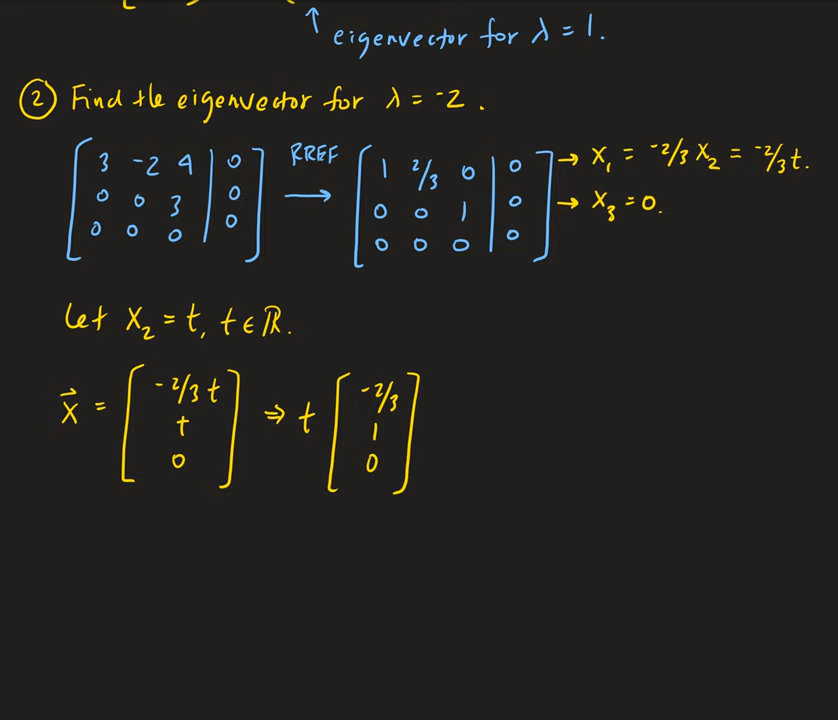 ↑ eigenvector for λ = 1.
② Find the eigenvector for λ = -2.
[ 3 -2 4 | 0 ] RREF → [ 1 2/3 0 | 0 ] → x₁ = -2/3 x₂ = -2/3 t.
[ 0 0 3 | 0 ] [ 0 0 1 | 0 ] → x₃ = 0.
[ 0 0 0 | 0 ] [ 0 0 0 | 0 ]
Let x₂ = t, t ∈ ℝ.
x⃗ = [ -2/3 t ] ⇒ t [ -2/3 ]
[ t ] [ 1 ]
[ 0 ] [ 0 ]